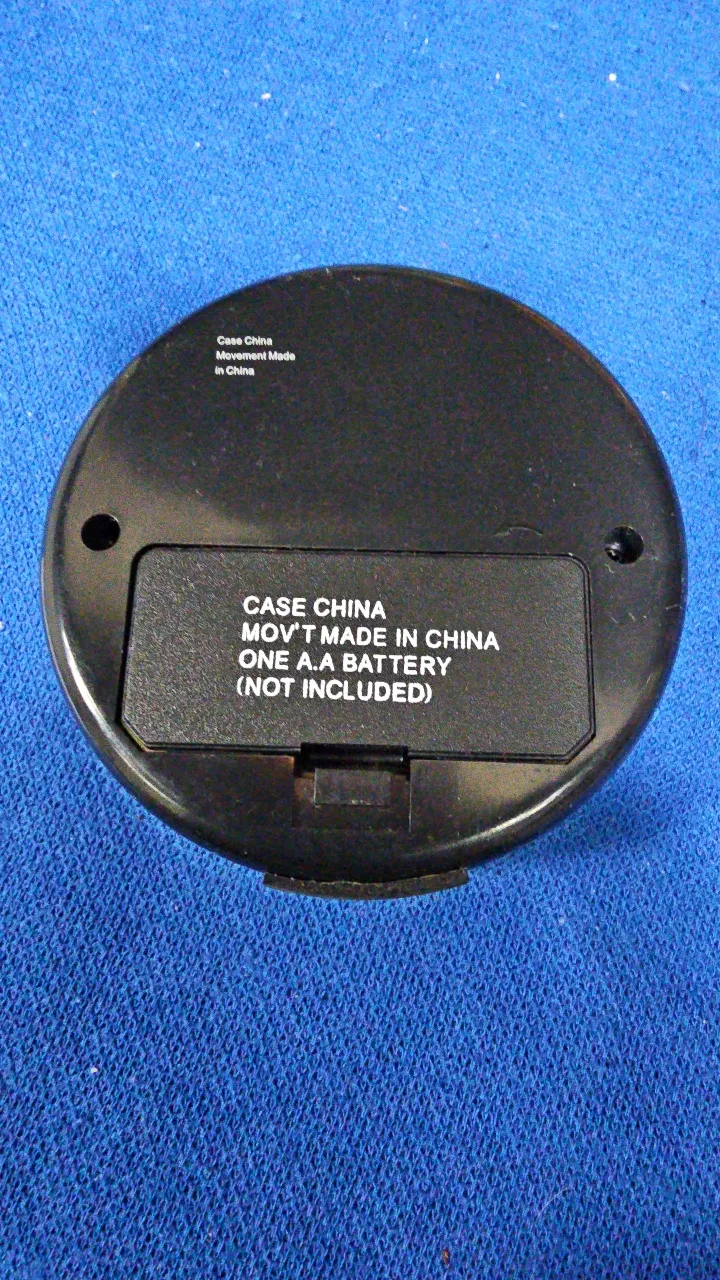 Case China
Movement Made
in China
CASE CHINA
MOV'T MADE IN CHINA
ONE A.A BATTERY
(NOT INCLUDED)